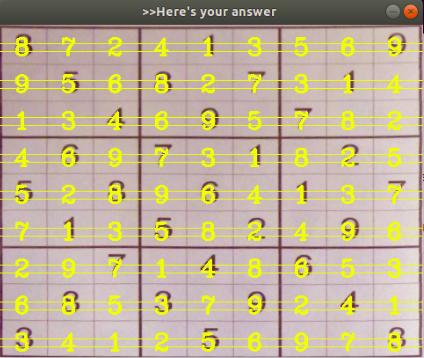 >>Here's your answer
8 7 2 4 1 3 5 6 9
9 5 6 8 2 7 3 1 4
1 3 4 6 9 5 7 8 2
4 6 9 7 3 1 8 2 5
5 2 8 9 6 4 1 3 7
7 1 3 5 8 2 4 9 6
2 9 7 1 4 8 6 5 3
6 8 5 3 7 9 2 4 1
3 4 1 2 5 6 9 7 8